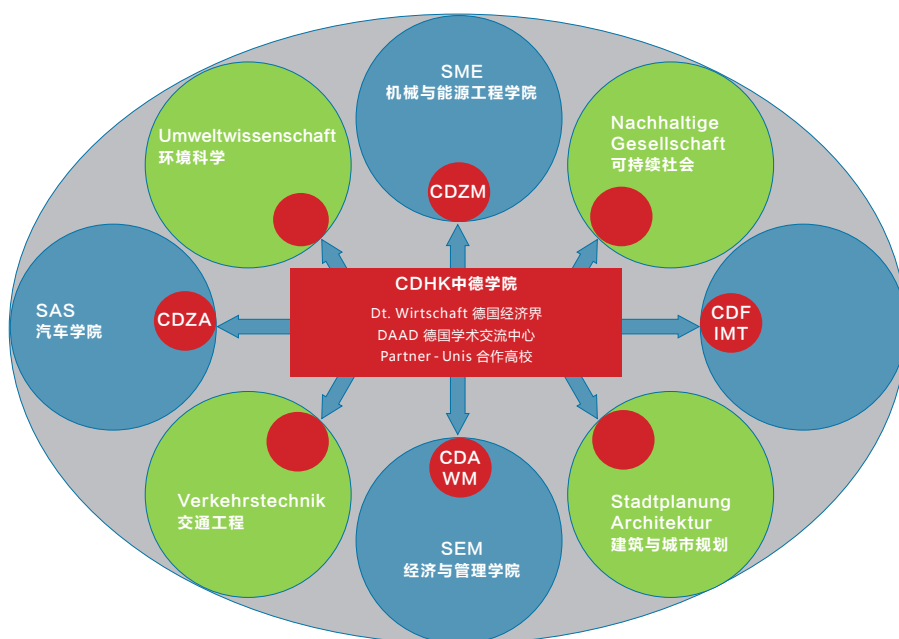 SME
机械与能源工程学院
CDZM
Umweltwissenschaft
环境科学
Nachhaltige
Gesellschaft
可持续社会
SAS
汽车学院
CDZA
CDHK中德学院
Dt. Wirtschaft 德国经济界
DAAD 德国学术交流中心
Partner - Unis 合作高校
CDF
IMT
Verkehrstechnik
交通工程
CDA
WM
SEM
经济与管理学院
Stadtplanung
Architektur
建筑与城市规划